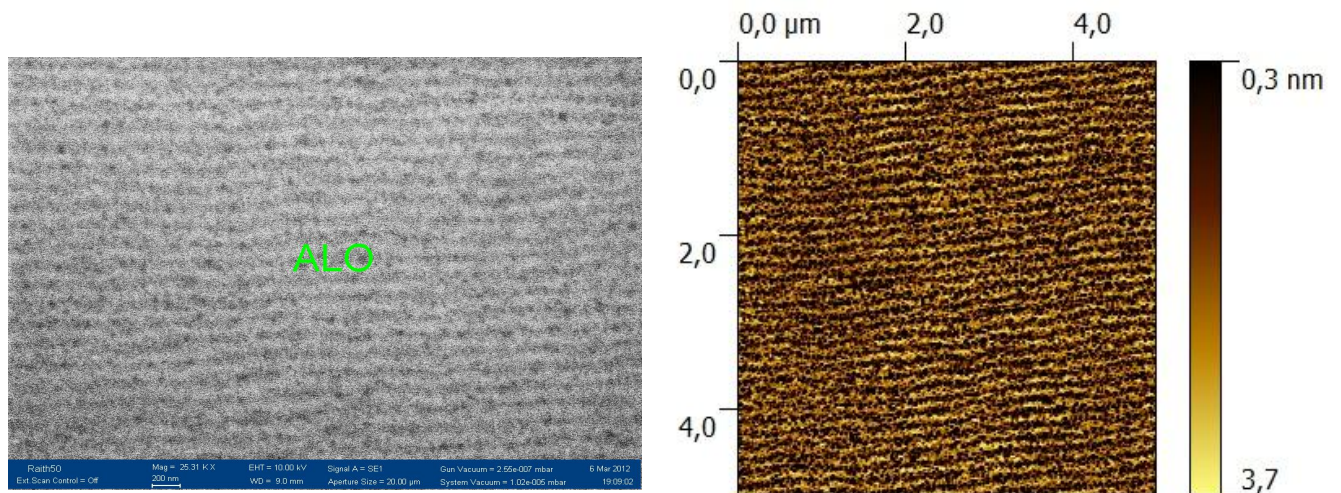 ALO
Raith50
Ext Scan Control = Off
Mag = 25.31 K X
200 nm
EHT = 10.00 kV
WD = 9.0 mm
Signal A = SE1
Aperture Size = 20.00 µm
Gun Vacuum = 2.55e-007 mbar
System Vacuum = 1.02e-005 mbar
6 Mar 2012
19:09:02
0,0 µm 2,0 4,0
0,0
2,0
4,0
0,3 nm
3,7